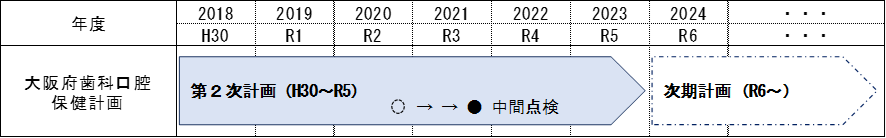 年度 2018 2019 2020 2021 2022 2023 2024 ・・・
H30 R1 R2 R3 R4 R5 R6 ・・・
大阪府歯科口腔
保健計画
第２次計画（H30～R5）
◌ → → ● 中間点検
次期計画（R6～）